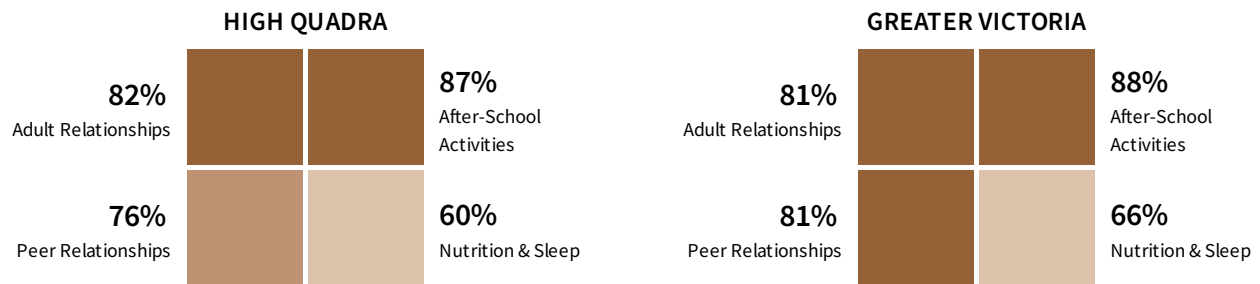 HIGH QUADRA
82%
Adult Relationships
87%
After-School
Activities
76%
Peer Relationships
60%
Nutrition & Sleep
GREATER VICTORIA
81%
Adult Relationships
88%
After-School
Activities
81%
Peer Relationships
66%
Nutrition & Sleep